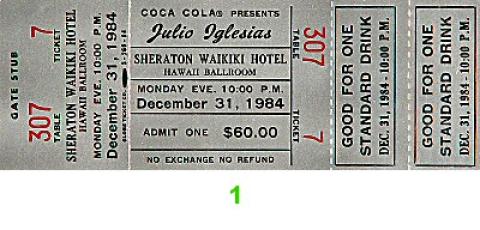 GATE STUB
307 7
TABLE TICKET
SHERATON WAIKIKI HOTEL
HAWAII BALLROOM
MONDAY EVE. 10:00 P.M.
December 31, 1984
COCA COLA® PRESENTS
Julio Iglesias
SHERATON WAIKIKI HOTEL
HAWAII BALLROOM
MONDAY EVE. 10:00 P.M.
December 31, 1984
ADMIT ONE $60.00
NO EXCHANGE NO REFUND
TABLE
307
TICKET
7
GOOD FOR ONE
STANDARD DRINK
DEC. 31, 1984-10:00 P.M.
GOOD FOR ONE
STANDARD DRINK
DEC. 31, 1984-10:00 P.M.
1